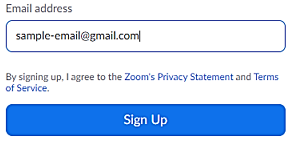 Email address
sample-email@gmail.com
By signing up, I agree to the Zoom's Privacy Statement and Terms
of Service.
Sign Up